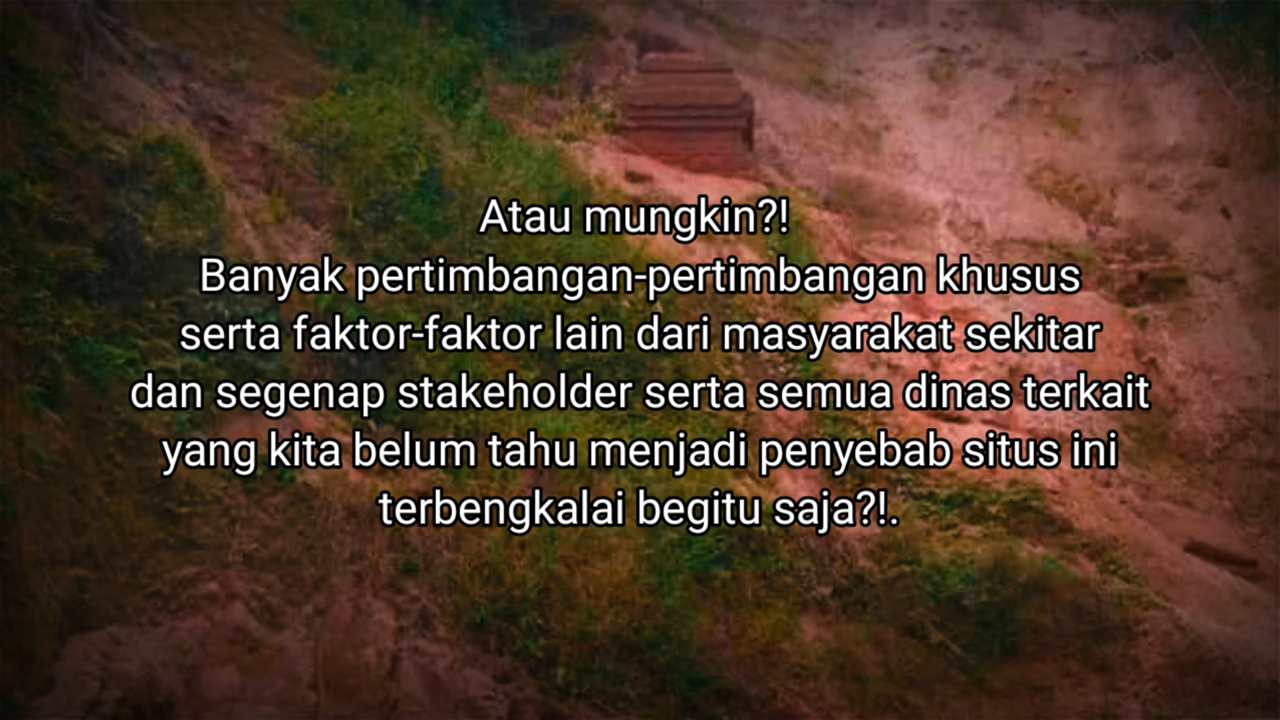 Atau mungkin?!
Banyak pertimbangan-pertimbangan khusus
serta faktor-faktor lain dari masyarakat sekitar
dan segenap stakeholder serta semua dinas terkait
yang kita belum tahu menjadi penyebab situs ini
terbengkalai begitu saja?!.